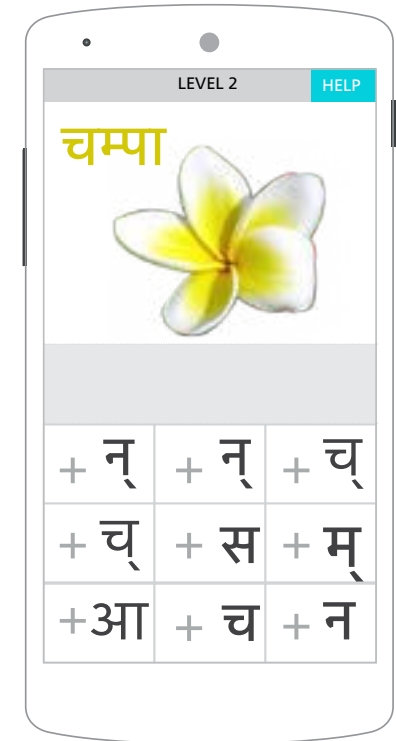 LEVEL 2 HELP
चम्पा
+ न् + न् + च्
+ च् + स + म्
+आ + च + न